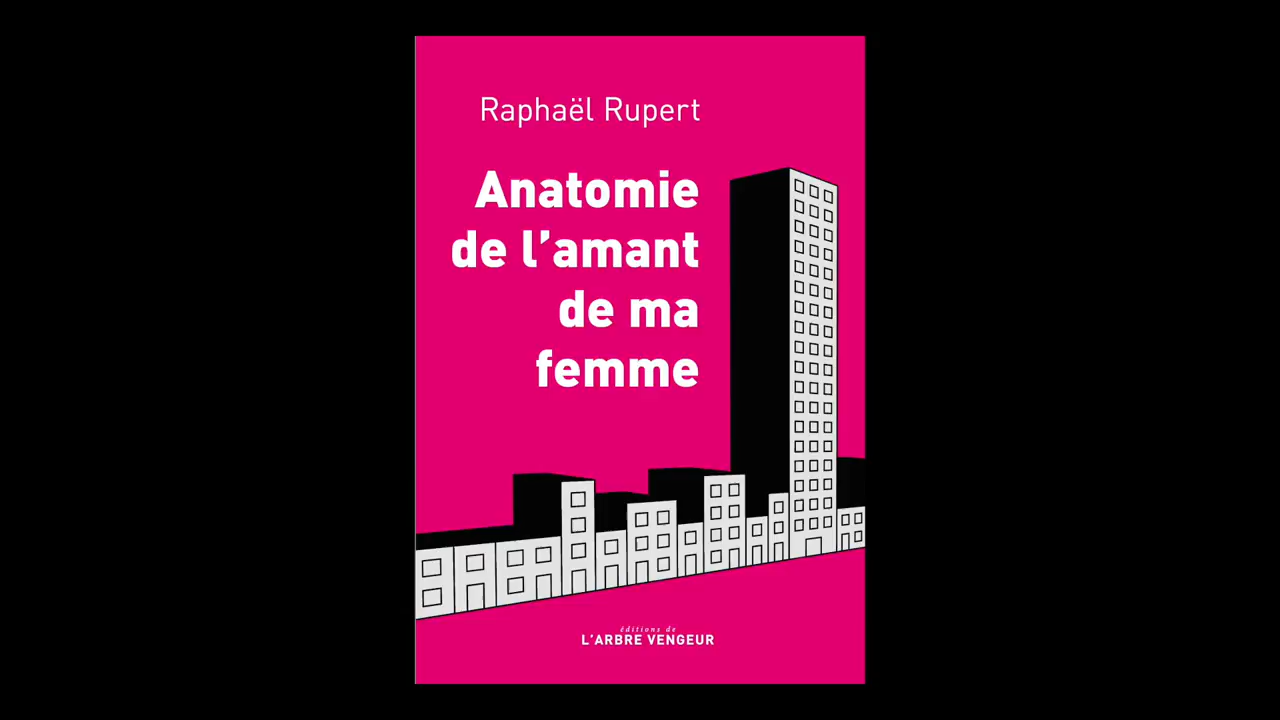 Raphaël Rupert
Anatomie
de l’amant
de ma
femme
éditions de
L’ARBRE VENGEUR